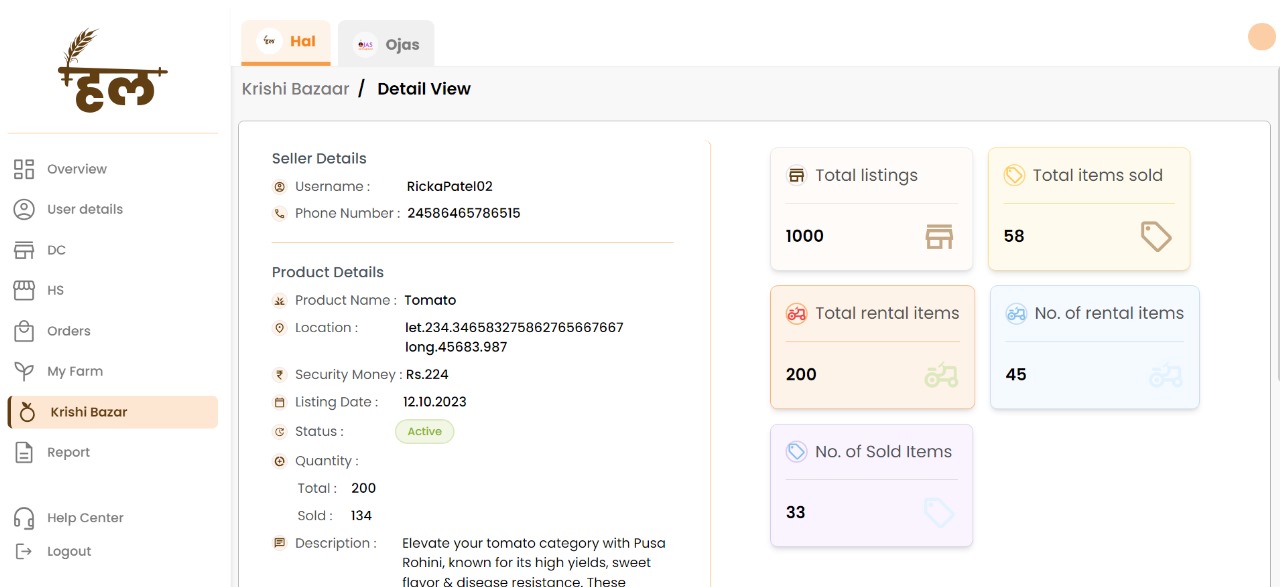 हल
Overview
User details
DC
HS
Orders
My Farm
Krishi Bazar
Report
Help Center
Logout
हल Hal
OJAS Ojas
Krishi Bazaar / Detail View
Seller Details
Username : RickaPatel02
Phone Number : 24586465786515
Product Details
Product Name : Tomato
Location : let.234.346583275862765667667
long.45683.987
Security Money : Rs.224
Listing Date : 12.10.2023
Status : Active
Quantity :
Total : 200
Sold : 134
Description : Elevate your tomato category with Pusa
Rohini, known for its high yields, sweet
flavor & disease resistance. These
Total listings
1000
Total items sold
58
Total rental items
200
No. of rental items
45
No. of Sold Items
33